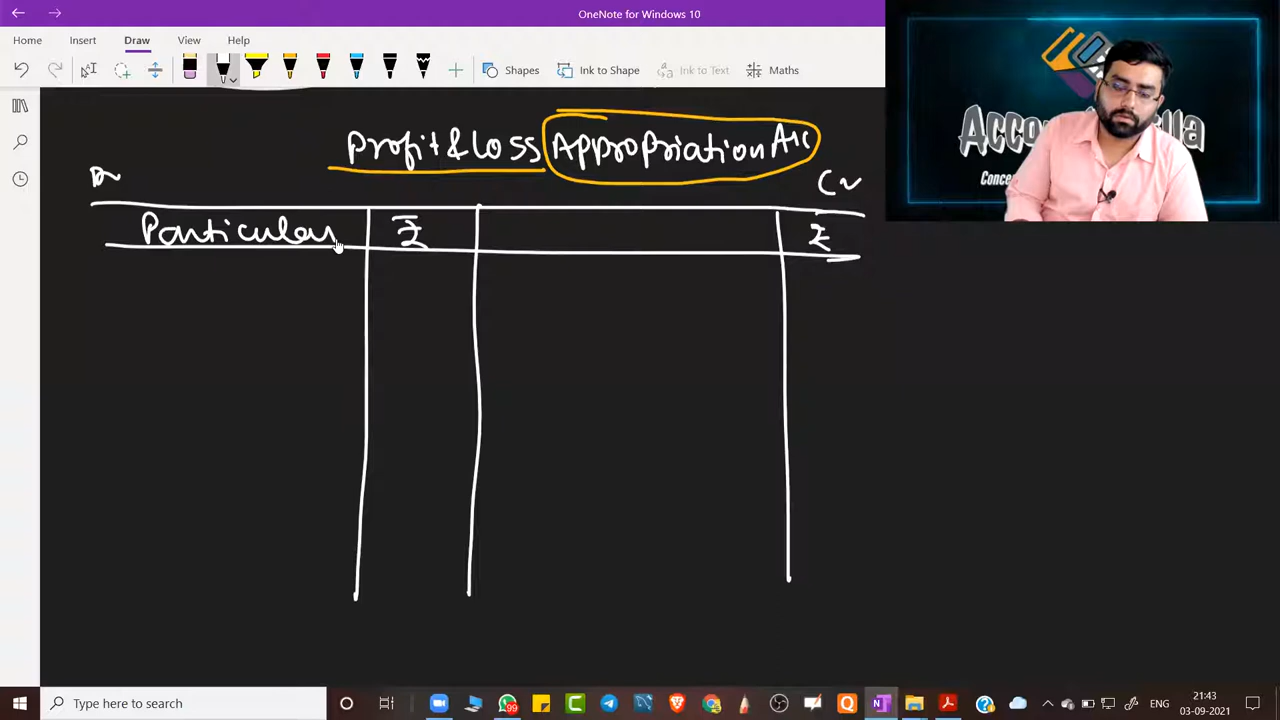 OneNote for Windows 10
Home Insert Draw View Help
Shapes Ink to Shape Ink to Text Maths
Profit & Loss Appropriation A/c
Dr
Cr
Particular ₹ ₹
Type here to search
99
ENG
21:43
03-09-2021